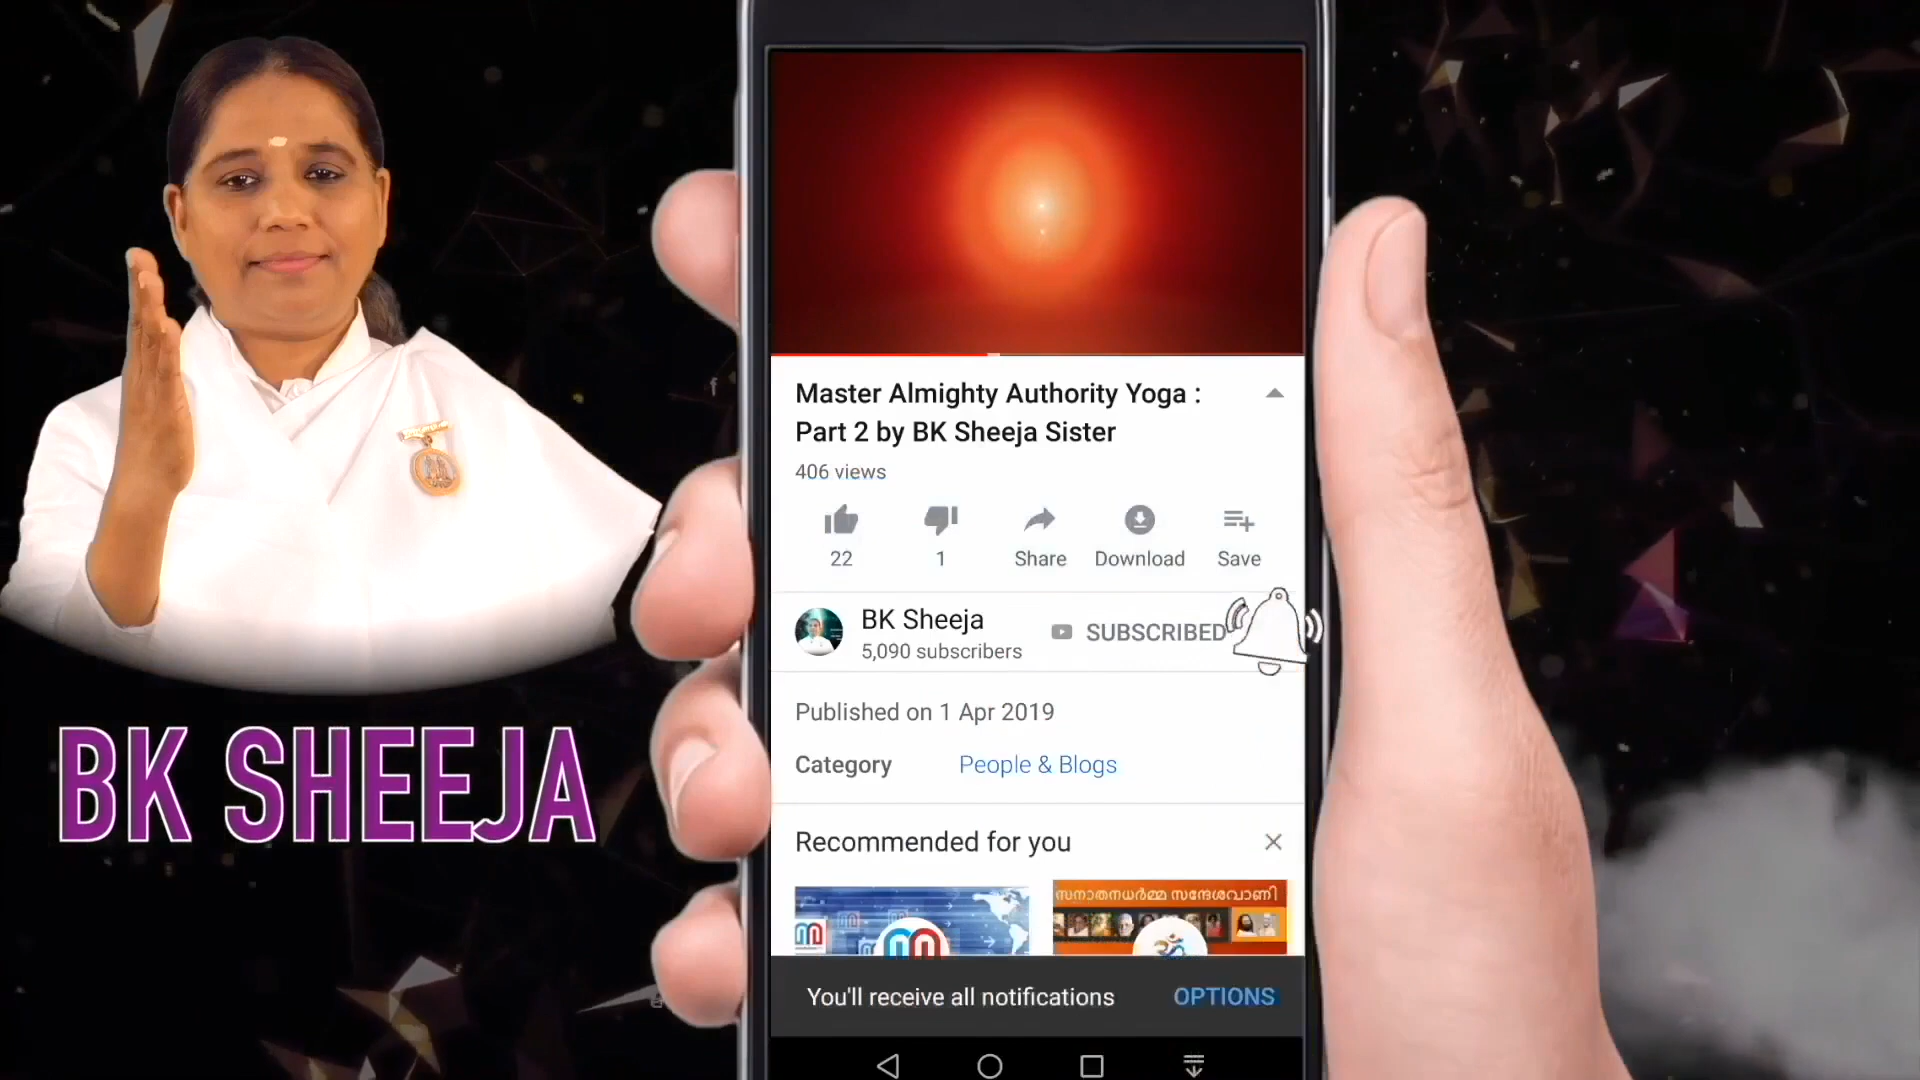 Master Almighty Authority Yoga :
Part 2 by BK Sheeja Sister
406 views
22
1
Share
Download
Save
BK Sheeja
5,090 subscribers
SUBSCRIBED
Published on 1 Apr 2019
Category
People & Blogs
BK SHEEJA
Recommended for you
സനാതനധർമ്മ സന്ദേശവാണി
You'll receive all notifications
OPTIONS